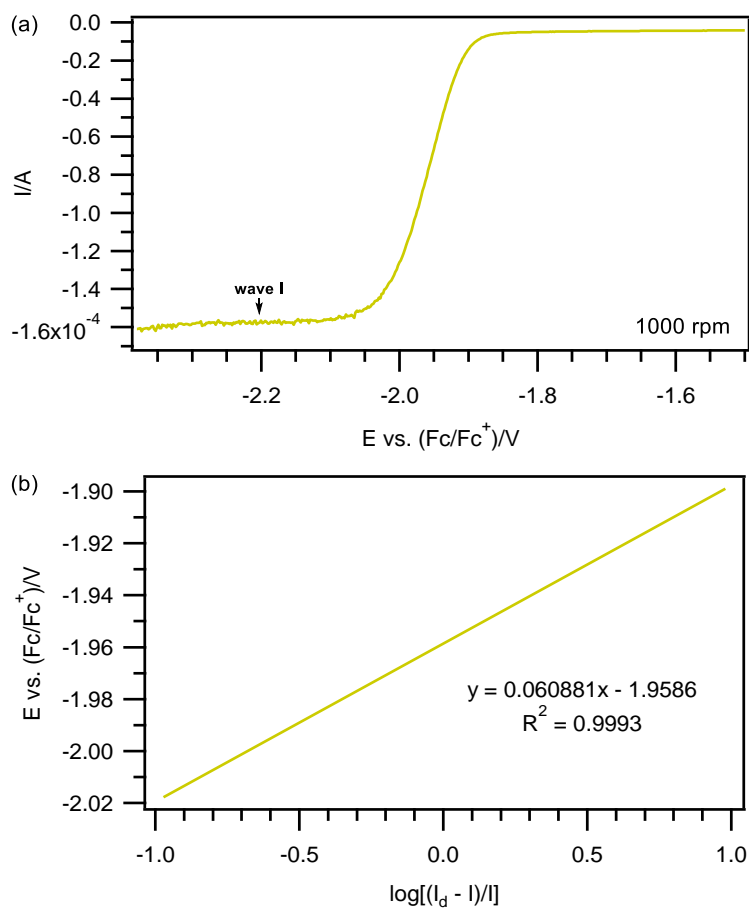 (a)
0.0
-0.2
-0.4
-0.6
-0.8
-1.0
-1.2
-1.4
-1.6x10⁻⁴
I/A
wave I
1000 rpm
-2.2 -2.0 -1.8 -1.6
E vs. (Fc/Fc⁺)/V
(b)
-1.90
-1.92
-1.94
-1.96
-1.98
-2.00
-2.02
E vs. (Fc/Fc⁺)/V
y = 0.060881x - 1.9586
R² = 0.9993
-1.0 -0.5 0.0 0.5 1.0
log[(I_d - I)/I]